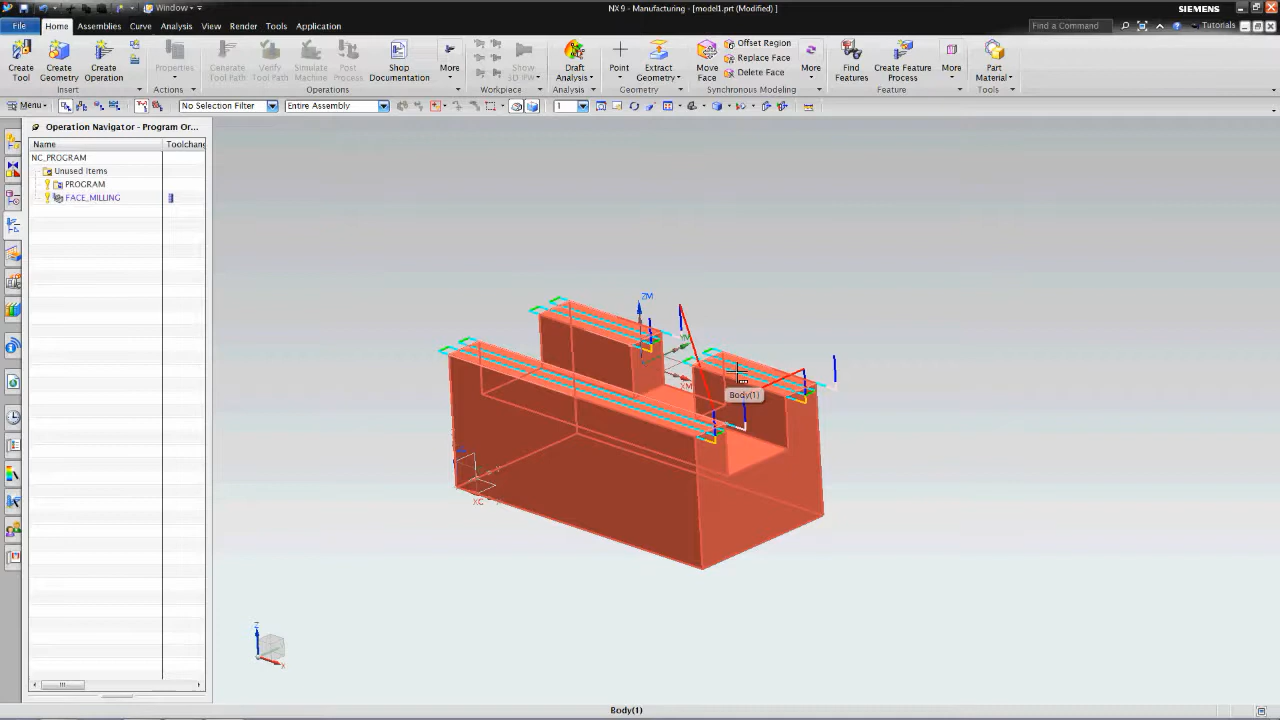 Window
NX 9 - Manufacturing - [model1.prt (Modified) ]
SIEMENS
File
Home
Assemblies
Curve
Analysis
View
Render
Tools
Application
Find a Command
Tutorials
Create Tool
Create Geometry
Create Operation
Properties
Generate Tool Path
Verify Tool Path
Simulate Machine
Post Process
Shop Documentation
More
Show 3D IPW
Draft Analysis
Point
Extract Geometry
Move Face
Offset Region
Replace Face
Delete Face
More
Find Features
Create Feature Process
More
Part Material
Insert
Actions
Operations
Workpiece
Analysis
Geometry
Synchronous Modeling
Feature
Tools
Menu
No Selection Filter
Entire Assembly
1
Operation Navigator - Program Or...
Name
Toolchang
NC_PROGRAM
Unused Items
PROGRAM
FACE_MILLING
ZM
YM
XM
Body(1)
XC
Z
X
Body(1)